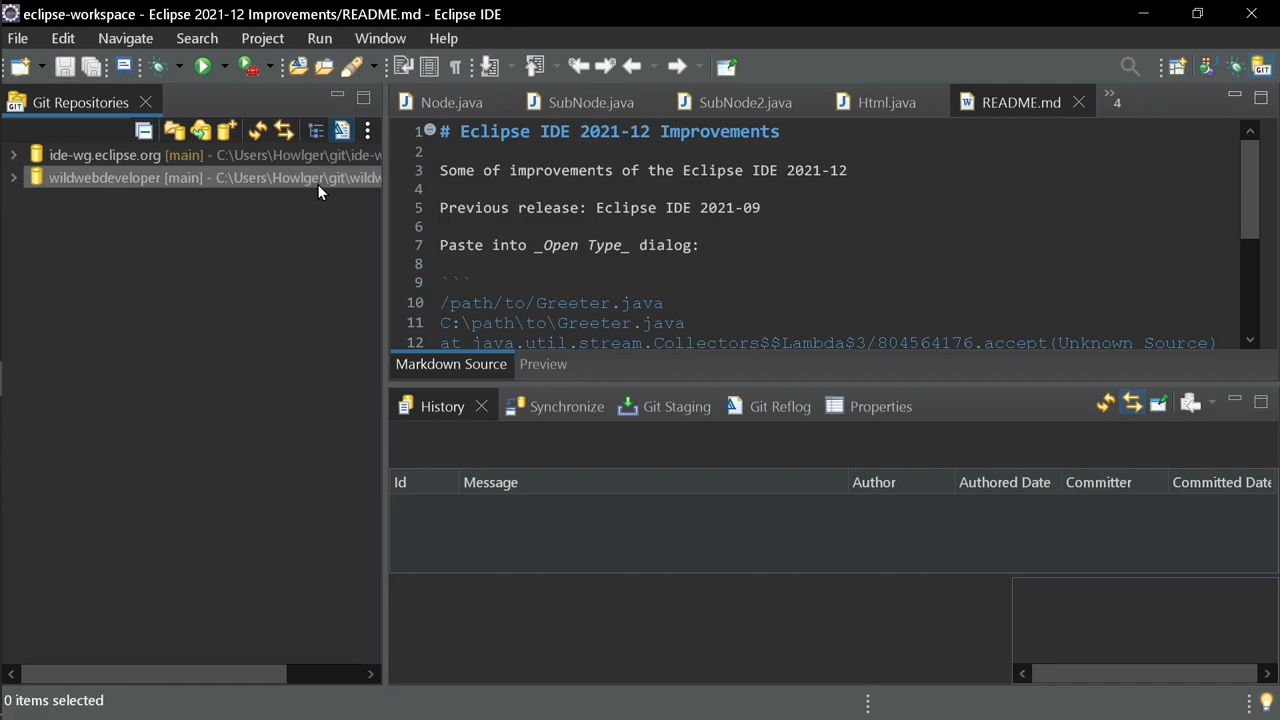 eclipse-workspace - Eclipse 2021-12 Improvements/README.md - Eclipse IDE
File Edit Navigate Search Project Run Window Help
Git Repositories
ide-wg.eclipse.org [main] - C:\Users\Howlger\git\ide-w
wildwebdeveloper [main] - C:\Users\Howlger\git\wildw
Node.java SubNode.java SubNode2.java Html.java README.md »4
1 # Eclipse IDE 2021-12 Improvements
2
3 Some of improvements of the Eclipse IDE 2021-12
4
5 Previous release: Eclipse IDE 2021-09
6
7 Paste into _Open Type_ dialog:
8
9 ```
10 /path/to/Greeter.java
11 C:\path\to\Greeter.java
12 at java.util.stream.Collectors$$Lambda$3/804564176.accept(Unknown Source)
Markdown Source Preview
History Synchronize Git Staging Git Reflog Properties
Id Message Author Authored Date Committer Committed Date
0 items selected